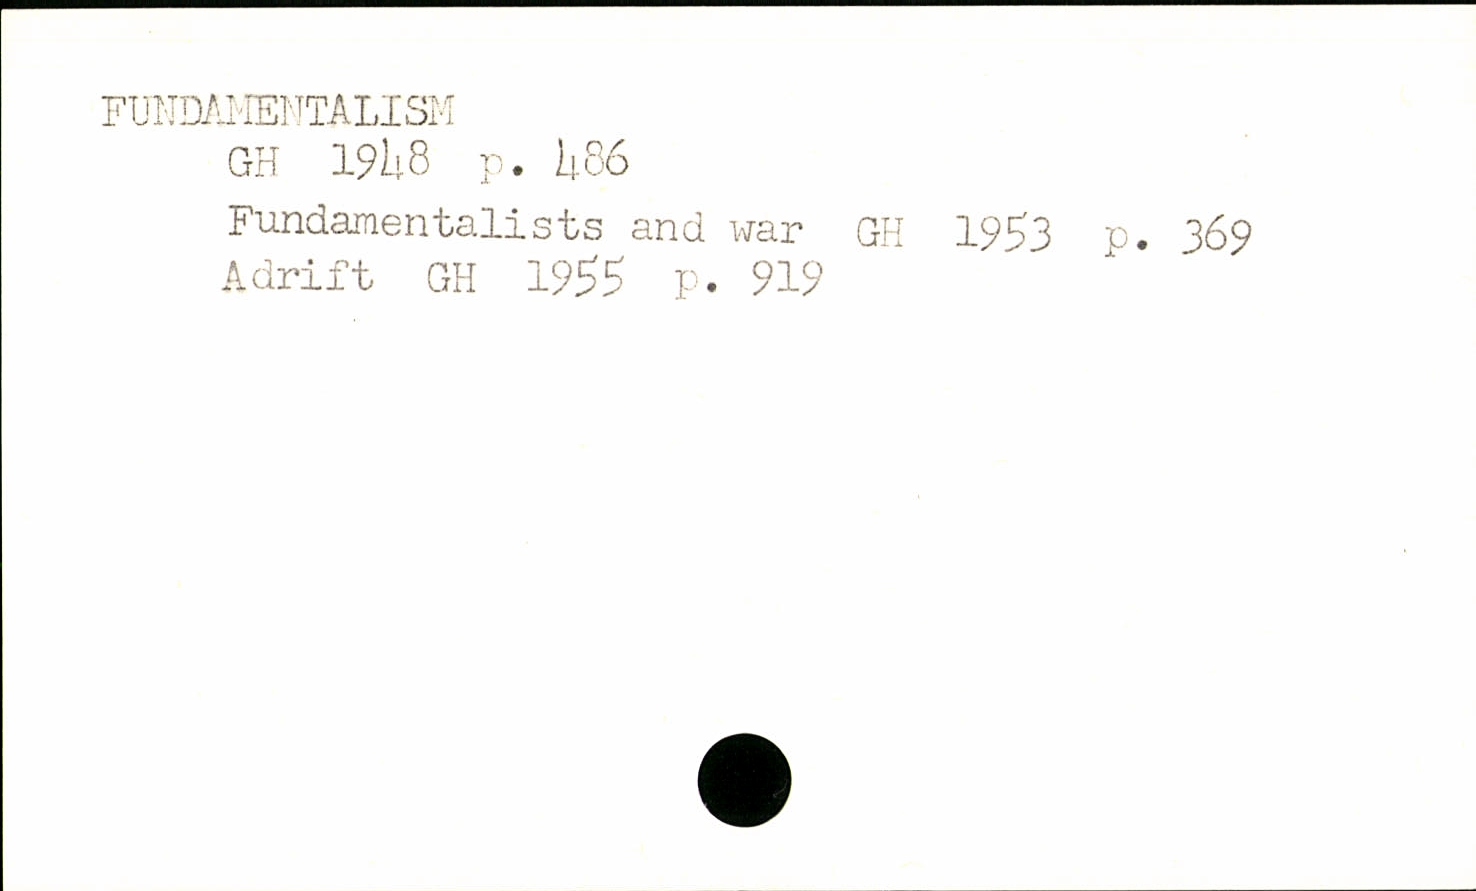 FUNDAMENTALISM
GH 1948 p. 486
Fundamentalists and war GH 1953 p. 369
Adrift GH 1955 p. 919